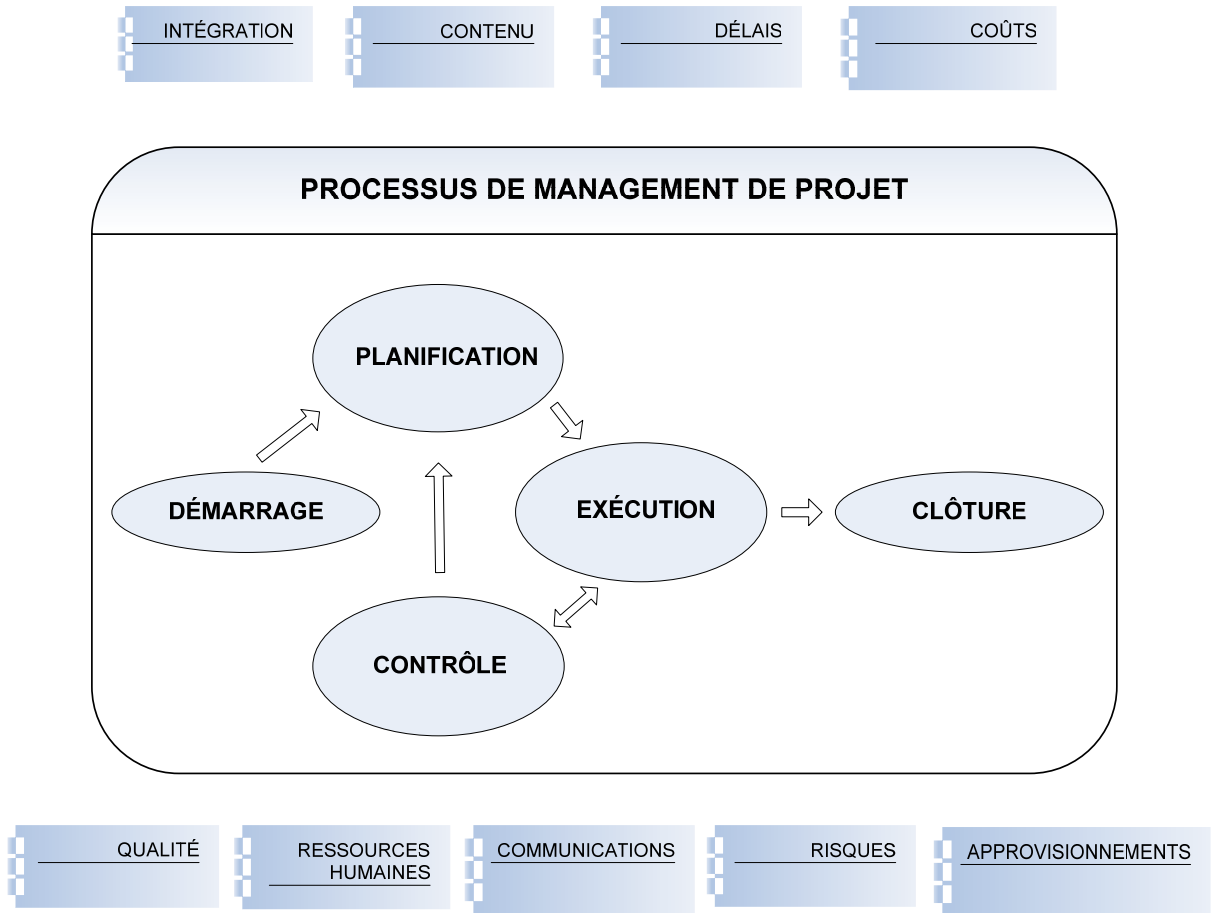 INTÉGRATION
CONTENU
DÉLAIS
COÛTS
PROCESSUS DE MANAGEMENT DE PROJET
PLANIFICATION
DÉMARRAGE
EXÉCUTION
CLÔTURE
CONTRÔLE
QUALITÉ
RESSOURCES
HUMAINES
COMMUNICATIONS
RISQUES
APPROVISIONNEMENTS